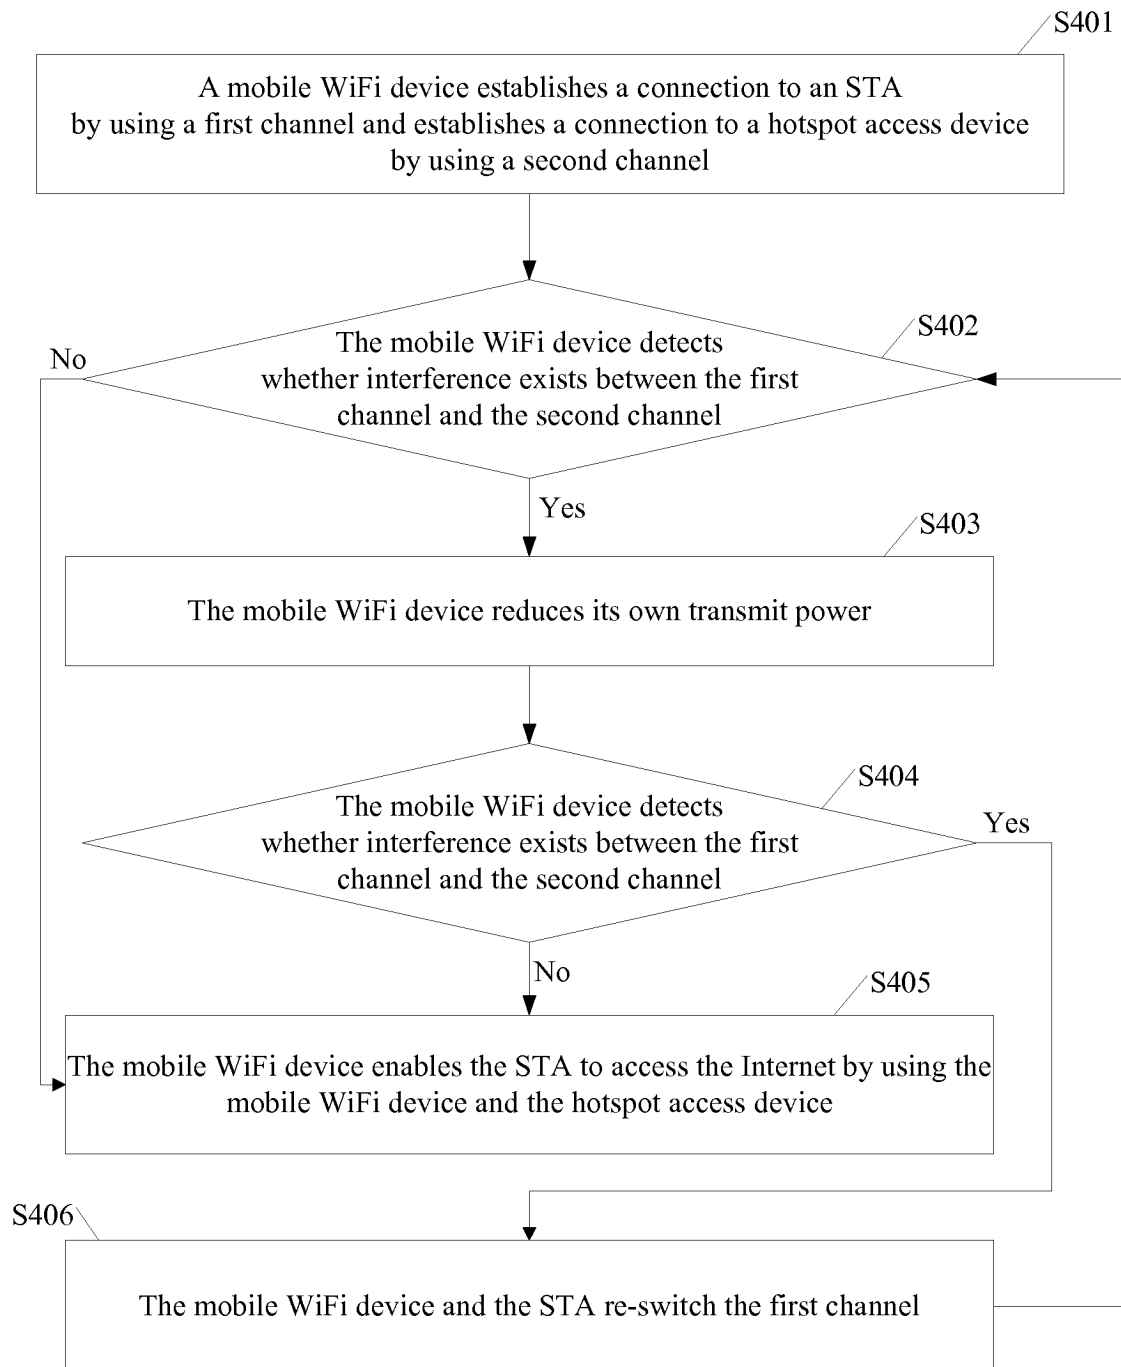 S401
A mobile WiFi device establishes a connection to an STA
by using a first channel and establishes a connection to a hotspot access device
by using a second channel
S402
No
The mobile WiFi device detects
whether interference exists between the first
channel and the second channel
Yes
S403
The mobile WiFi device reduces its own transmit power
S404
The mobile WiFi device detects
whether interference exists between the first
channel and the second channel
Yes
No
S405
The mobile WiFi device enables the STA to access the Internet by using the
mobile WiFi device and the hotspot access device
S406
The mobile WiFi device and the STA re-switch the first channel